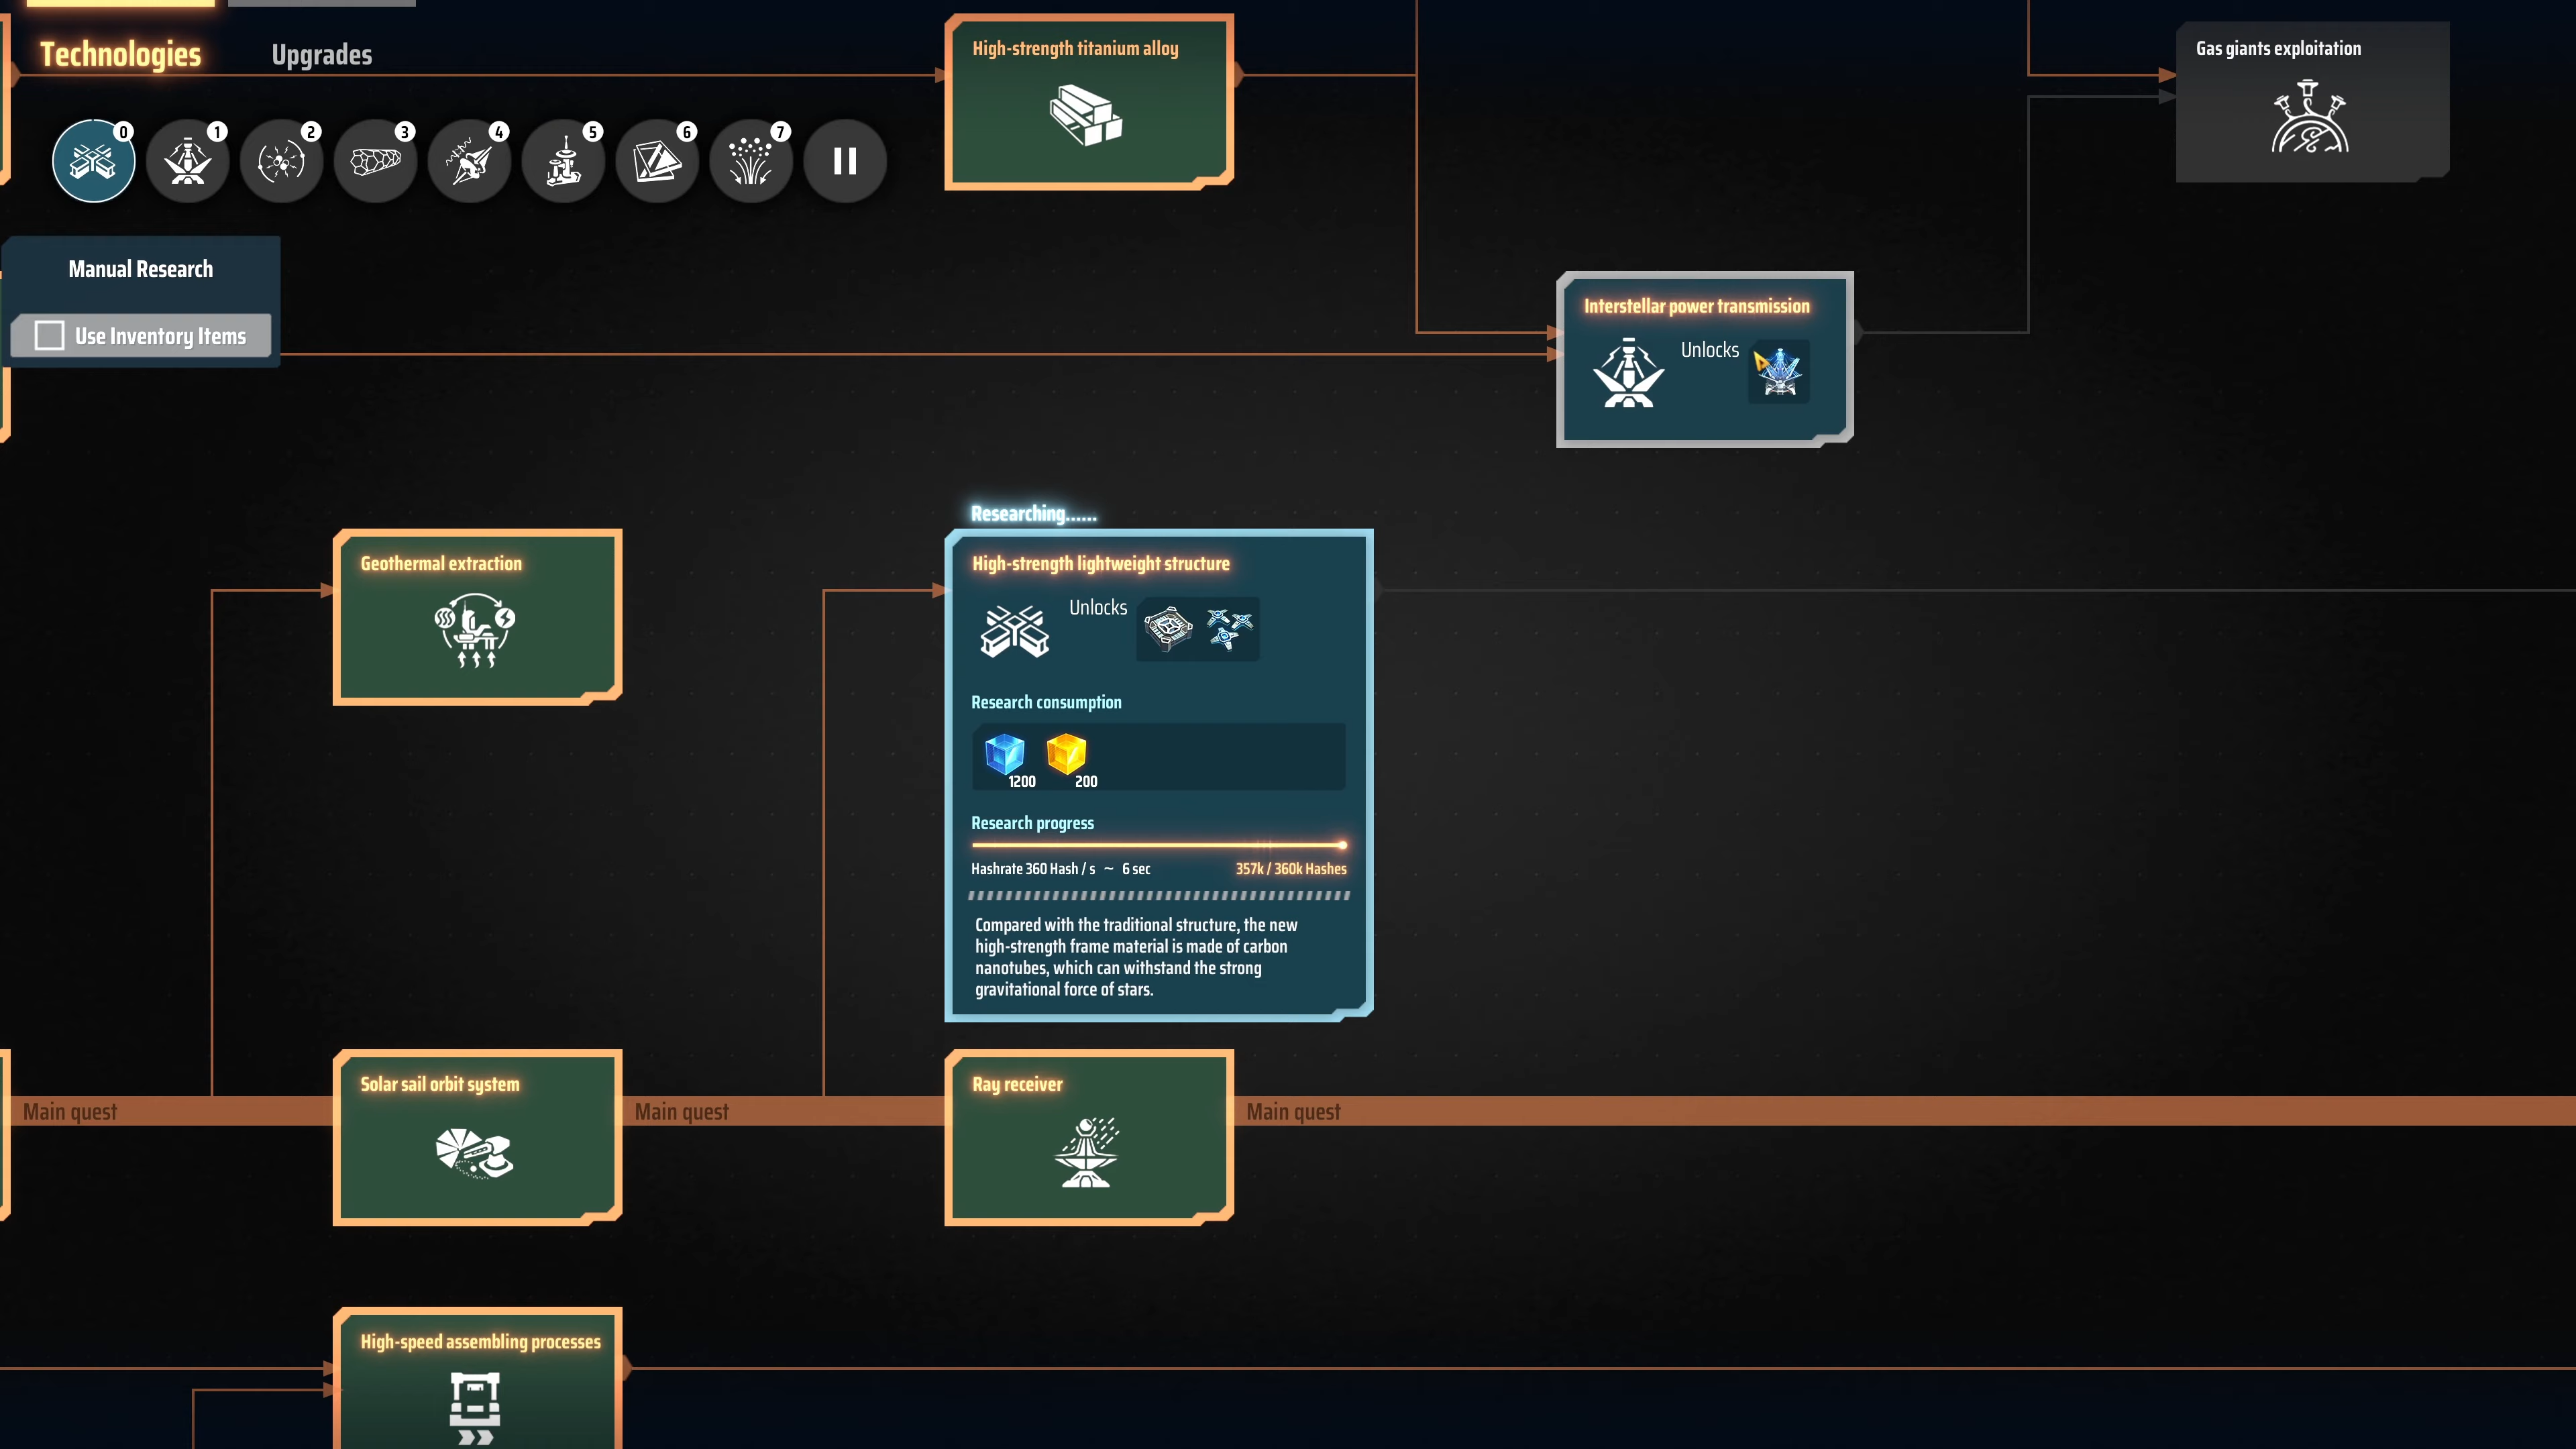 Technologies
Upgrades
0
1
2
3
4
5
6
7
Manual Research
Use Inventory Items
High-strength titanium alloy
Gas giants exploitation
Interstellar power transmission
Unlocks
Geothermal extraction
Researching......
High-strength lightweight structure
Unlocks
Research consumption
1200
200
Research progress
Hashrate 360 Hash / s ~ 6 sec
357k / 360k Hashes
Compared with the traditional structure, the new
high-strength frame material is made of carbon
nanotubes, which can withstand the strong
gravitational force of stars.
Main quest
Solar sail orbit system
Main quest
Ray receiver
Main quest
High-speed assembling processes